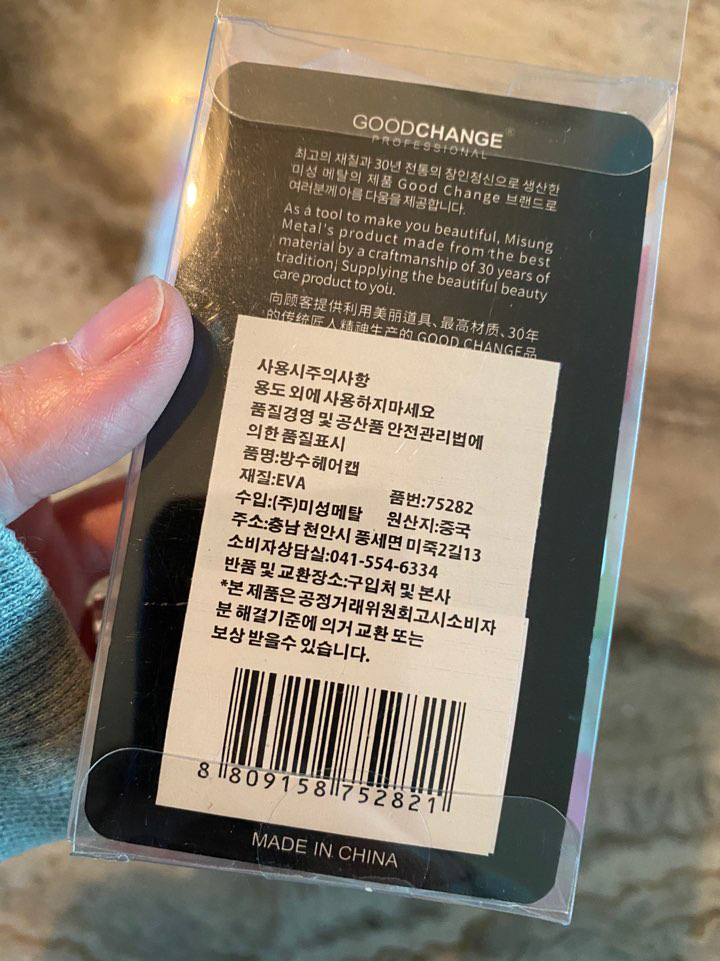 GOODCHANGE®
PROFESSIONAL
최고의 재질과 30년 전통의 장인정신으로 생산한
미성 메탈의 제품 Good Change 브랜드로
여러분께 아름 다움을 제공합니다.
As a tool to make you beautiful, Misung
Metal's product made from the best
material by a craftmanship of 30 years of
tradition, Supplying the beautiful beauty
care product to you.
向顾客提供利用美丽道具、最高材质、30年
的传统匠人精神生产的 GOOD CHANGE品
사용시주의사항
용도 외에 사용하지마세요
품질경영 및 공산품 안전관리법에
의한 품질표시
품명:방수헤어캡
재질:EVA 품번:75282
수입:(주)미성메탈 원산지:중국
주소:충남 천안시 풍세면 미죽2길13
소비자상담실:041-554-6334
반품 및 교환장소:구입처 및 본사
*본 제품은 공정거래위원회고시소비자
분 해결기준에 의거 교환 또는
보상 받을수 있습니다.
8 809158 752821
MADE IN CHINA